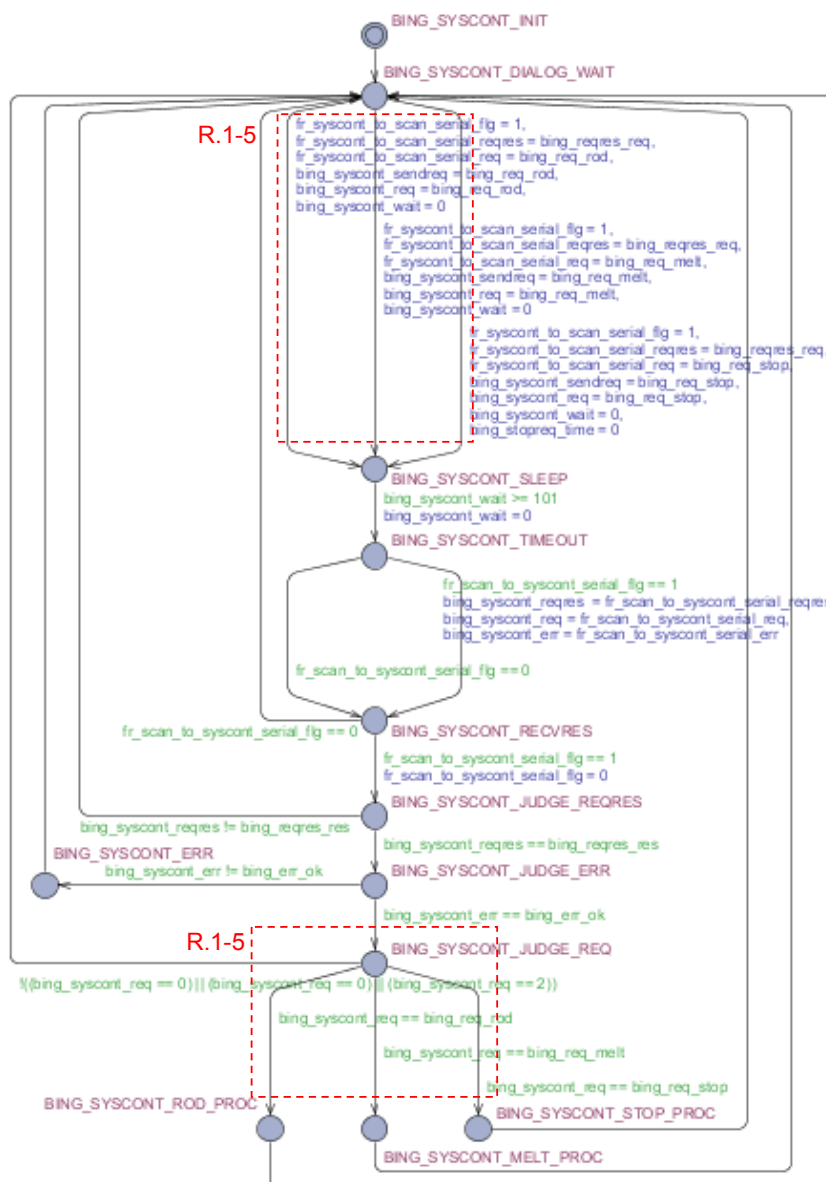 BING_SYSCONT_INIT
BING_SYSCONT_DIALOG_WAIT
R.1-5
fr_syscont_to_scan_serial_flg = 1,
fr_syscont_to_scan_serial_reqres = bing_reqres_req,
fr_syscont_to_scan_serial_req = bing_req_rod,
bing_syscont_sendreq = bing_req_rod,
bing_syscont_req = bing_req_rod,
bing_syscont_wait = 0
fr_syscont_to_scan_serial_flg = 1,
fr_syscont_to_scan_serial_reqres = bing_reqres_req,
fr_syscont_to_scan_serial_req = bing_req_melt,
bing_syscont_sendreq = bing_req_melt,
bing_syscont_req = bing_req_melt,
bing_syscont_wait = 0
fr_syscont_to_scan_serial_flg = 1,
fr_syscont_to_scan_serial_reqres = bing_reqres_req,
fr_syscont_to_scan_serial_req = bing_req_stop,
bing_syscont_sendreq = bing_req_stop,
bing_syscont_req = bing_req_stop,
bing_syscont_wait = 0,
bing_stopreq_time = 0
BING_SYSCONT_SLEEP
bing_syscont_wait >= 101
bing_syscont_wait = 0
BING_SYSCONT_TIMEOUT
fr_scan_to_syscont_serial_flg == 1
bing_syscont_reqres = fr_scan_to_syscont_serial_reqres
bing_syscont_req = fr_scan_to_syscont_serial_req,
bing_syscont_err = fr_scan_to_syscont_serial_err
fr_scan_to_syscont_serial_flg == 0
fr_scan_to_syscont_serial_flg == 0
BING_SYSCONT_RECVRES
fr_scan_to_syscont_serial_flg == 1
fr_scan_to_syscont_serial_flg = 0
BING_SYSCONT_JUDGE_REQRES
bing_syscont_reqres != bing_reqres_res
bing_syscont_reqres == bing_reqres_res
BING_SYSCONT_ERR
bing_syscont_err != bing_err_ok
BING_SYSCONT_JUDGE_ERR
bing_syscont_err == bing_err_ok
R.1-5
BING_SYSCONT_JUDGE_REQ
!((bing_syscont_req == 0) || (bing_syscont_req == 0) || (bing_syscont_req == 2))
bing_syscont_req == bing_req_rod
bing_syscont_req == bing_req_melt
bing_syscont_req == bing_req_stop
BING_SYSCONT_ROD_PROC
BING_SYSCONT_STOP_PROC
BING_SYSCONT_MELT_PROC